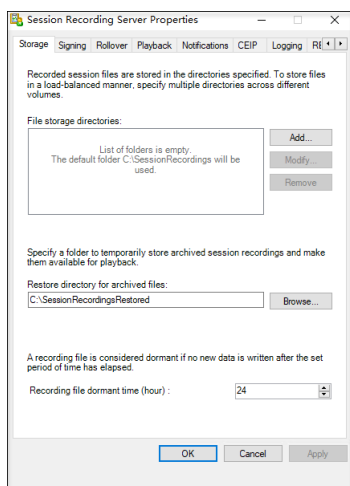 Session Recording Server Properties
Storage Signing Rollover Playback Notifications CEIP Logging
Recorded session files are stored in the directories specified. To store files
in a load-balanced manner, specify multiple directories across different
volumes.
File storage directories:
List of folders is empty.
The default folder C:\SessionRecordings will be
used.
Add...
Modify...
Remove
Specify a folder to temporarily store archived session recordings and make
them available for playback.
Restore directory for archived files:
C:\SessionRecordingsRestored
Browse...
A recording file is considered dormant if no new data is written after the set
period of time has elapsed.
Recording file dormant time (hour) :
24
OK Cancel Apply